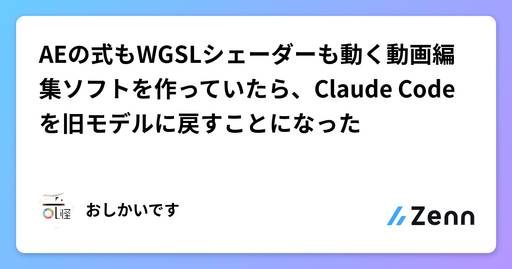 AEの式もWGSLシェーダーも動く動画編
集ソフトを作っていたら、Claude Code
を旧モデルに戻すことになった
おしかいです
Zenn